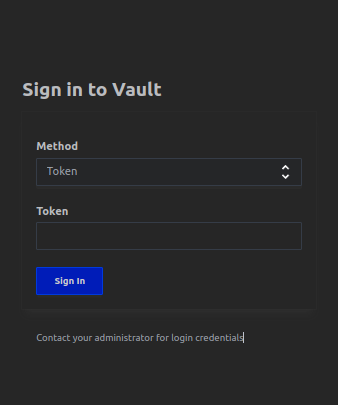 Sign in to Vault
Method
Token
Token
Sign In
Contact your administrator for login credentials